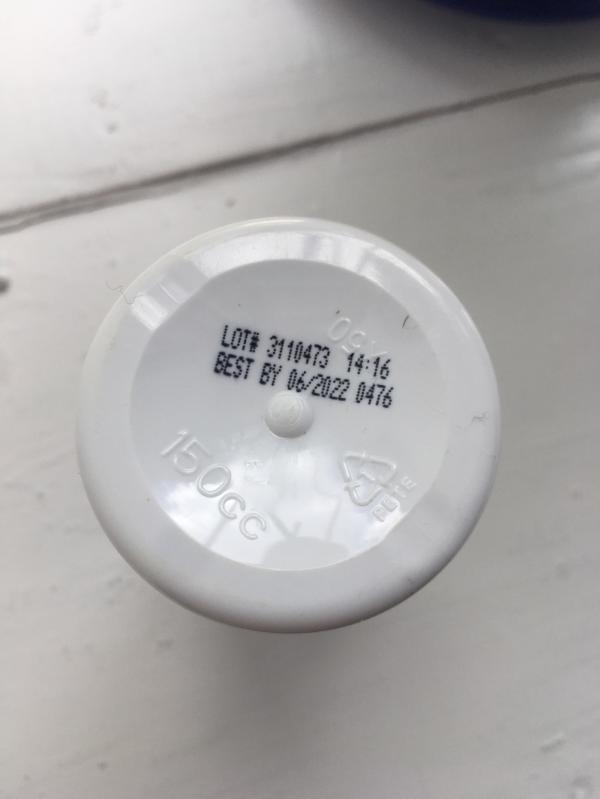 LOT# 3110473 14:16
BEST BY 06/2022 0476
150cc
PETE